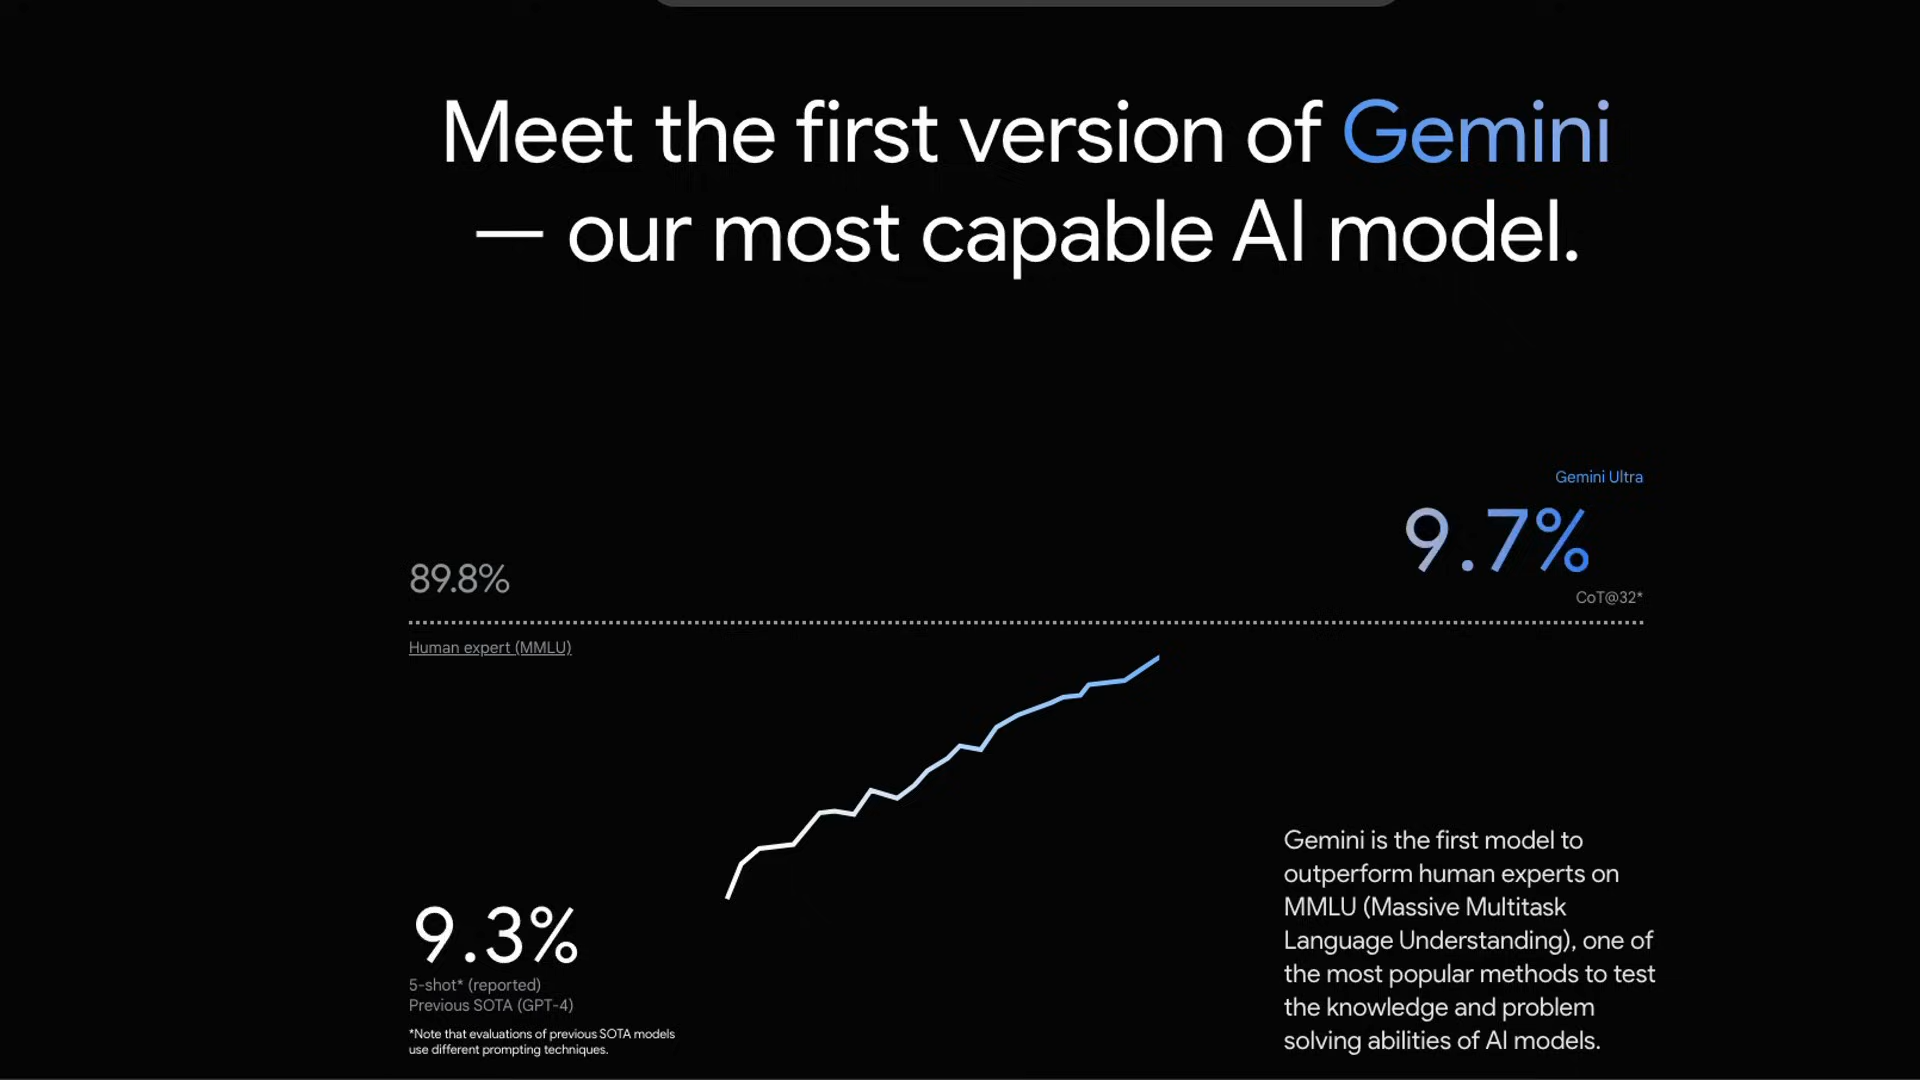 Meet the first version of Gemini
— our most capable AI model.
Gemini Ultra
9.7%
CoT@32*
89.8%
Human expert (MMLU)
9.3%
5-shot* (reported)
Previous SOTA (GPT-4)
*Note that evaluations of previous SOTA models
use different prompting techniques.
Gemini is the first model to
outperform human experts on
MMLU (Massive Multitask
Language Understanding), one of
the most popular methods to test
the knowledge and problem
solving abilities of AI models.